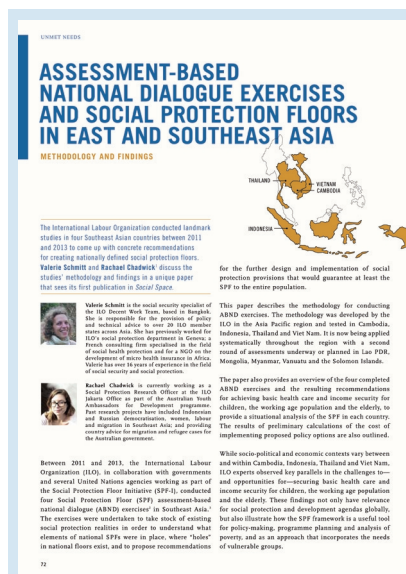 UNMET NEEDS
ASSESSMENT-BASED
NATIONAL DIALOGUE EXERCISES
AND SOCIAL PROTECTION FLOORS
IN EAST AND SOUTHEAST ASIA
METHODOLOGY AND FINDINGS
THAILAND
VIETNAM
CAMBODIA
INDONESIA
The International Labour Organization conducted landmark
studies in four Southeast Asian countries between 2011
and 2013 to come up with concrete recommendations
for creating nationally defined social protection floors.
Valerie Schmitt and Rachael Chadwick¹ discuss the
studies' methodology and findings in a unique paper
that sees its first publication in Social Space.
Valerie Schmitt is the social security specialist of
the ILO Decent Work Team, based in Bangkok.
She is responsible for the provision of policy
and technical advice to over 20 ILO member
states across Asia. She has previously worked for
ILO's social protection department in Geneva; a
French consulting firm specialised in the field
of social health protection and for a NGO on the
development of micro health insurance in Africa.
Valerie has over 16 years of experience in the field
of social security and social protection.
Rachael Chadwick is currently working as a
Social Protection Research Officer at the ILO
Jakarta Office as part of the Australian Youth
Ambassadors for Development programme.
Past research projects have included Indonesian
and Russian democratisation, women, labour
and migration in Southeast Asia; and providing
country advice for migration and refugee cases for
the Australian government.
Between 2011 and 2013, the International Labour
Organization (ILO), in collaboration with governments
and several United Nations agencies working as part of
the Social Protection Floor Initiative (SPF-I), conducted
four Social Protection Floor (SPF) assessment-based
national dialogue (ABND) exercises² in Southeast Asia.³
The exercises were undertaken to take stock of existing
social protection realities in order to understand what
elements of national SPFs were in place, where "holes"
in national floors exist, and to propose recommendations
for the further design and implementation of social
protection provisions that would guarantee at least the
SPF to the entire population.
This paper describes the methodology for conducting
ABND exercises. The methodology was developed by the
ILO in the Asia Pacific region and tested in Cambodia,
Indonesia, Thailand and Viet Nam. It is now being applied
systematically throughout the region with a second
round of assessments underway or planned in Lao PDR,
Mongolia, Myanmar, Vanuatu and the Solomon Islands.
The paper also provides an overview of the four completed
ABND exercises and the resulting recommendations
for achieving basic health care and income security for
children, the working age population and the elderly, to
provide a situational analysis of the SPF in each country.
The results of preliminary calculations of the cost of
implementing proposed policy options are also outlined.
While socio-political and economic contexts vary between
and within Cambodia, Indonesia, Thailand and Viet Nam,
ILO experts observed key parallels in the challenges to—
and opportunities for—securing basic health care and
income security for children, the working age population
and the elderly. These findings not only have relevance
for social protection and development agendas globally,
but also illustrate how the SPF framework is a useful tool
for policy-making, programme planning and analysis of
poverty, and as an approach that incorporates the needs
of vulnerable groups.
72